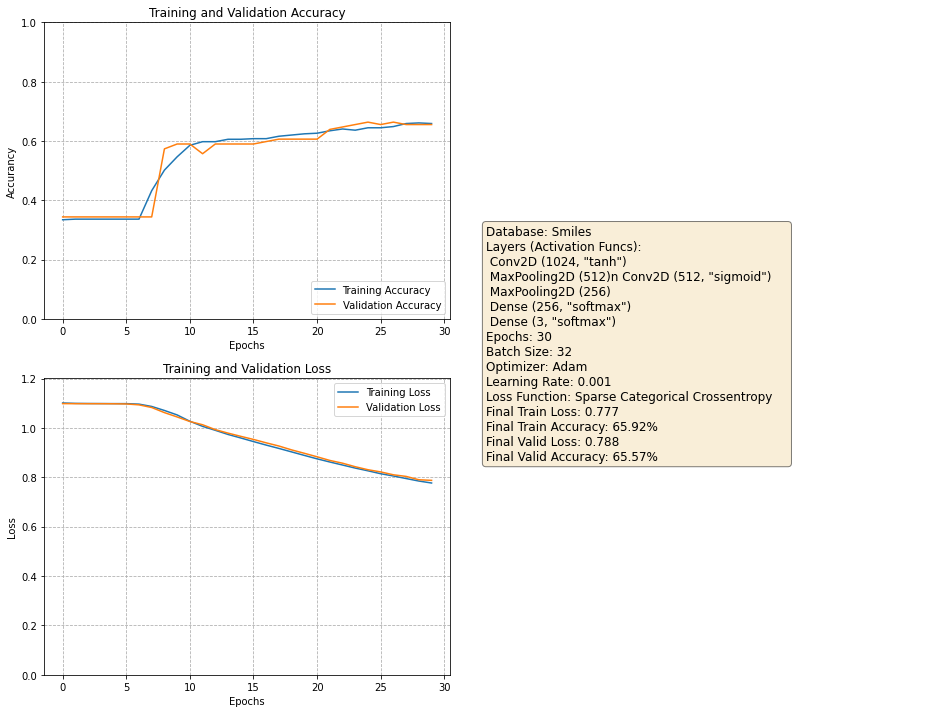 Training and Validation Accuracy
1.0
0.8
0.6
0.4
0.2
0.0
Accurancy
Training Accuracy
Validation Accuracy
0 5 10 15 20 25 30
Epochs
Training and Validation Loss
1.2
1.0
0.8
0.6
0.4
0.2
0.0
Loss
Training Loss
Validation Loss
0 5 10 15 20 25 30
Epochs
Database: Smiles
Layers (Activation Funcs):
Conv2D (1024, "tanh")
MaxPooling2D (512)n Conv2D (512, "sigmoid")
MaxPooling2D (256)
Dense (256, "softmax")
Dense (3, "softmax")
Epochs: 30
Batch Size: 32
Optimizer: Adam
Learning Rate: 0.001
Loss Function: Sparse Categorical Crossentropy
Final Train Loss: 0.777
Final Train Accuracy: 65.92%
Final Valid Loss: 0.788
Final Valid Accuracy: 65.57%